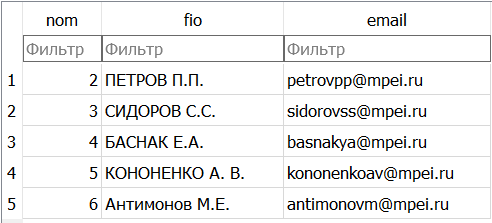 nom fio email
Фильтр Фильтр Фильтр
1 2 ПЕТРОВ П.П. petrovpp@mpei.ru
2 3 СИДОРОВ С.С. sidorovss@mpei.ru
3 4 БАСНАК Е.А. basnakya@mpei.ru
4 5 КОНОНЕНКО А. В. kononenkoav@mpei.ru
5 6 Антимонов М.Е. antimonovm@mpei.ru